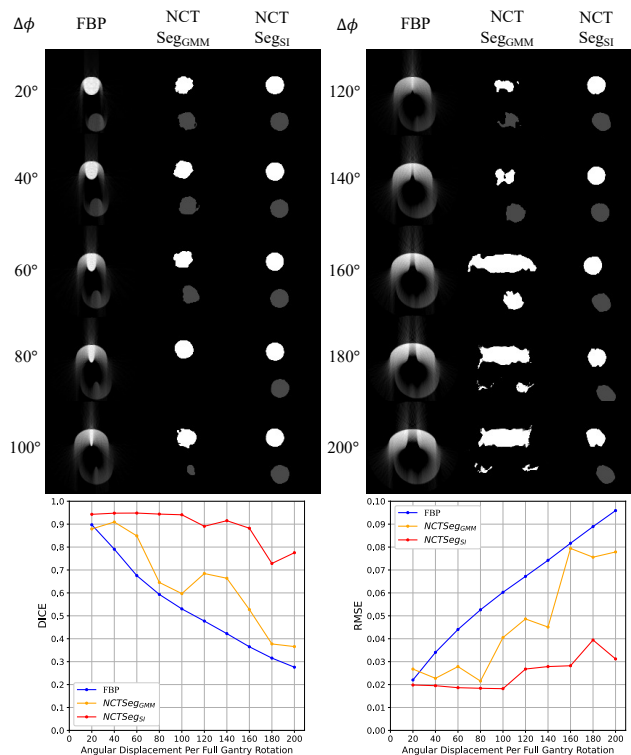 Δϕ FBP NCT Seg_GMM NCT Seg_SI
20°
40°
60°
80°
100°
FBP NCT Seg_GMM NCT Seg_SI
120°
140°
160°
180°
200°
1.0
0.9
0.8
0.7
0.6
0.5
0.4
0.3
0.2
0.1
0.0
DICE
FBP
NCTSeg_GMM
NCTSeg_SI
0 20 40 60 80 100 120 140 160 180 200
Angular Displacement Per Full Gantry Rotation
0.10
0.09
0.08
0.07
0.06
0.05
0.04
0.03
0.02
0.01
0.00
RMSE
FBP
NCTSeg_GMM
NCTSeg_SI
0 20 40 60 80 100 120 140 160 180 200
Angular Displacement Per Full Gantry Rotation